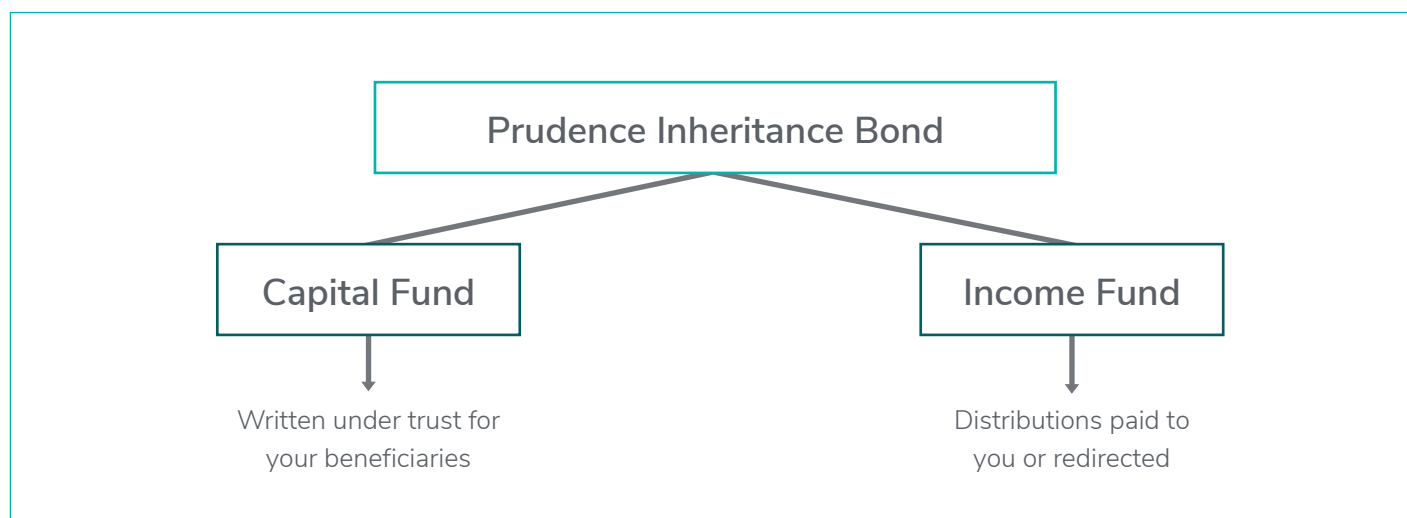 Prudence Inheritance Bond
Capital Fund
Income Fund
Written under trust for
your beneficiaries
Distributions paid to
you or redirected